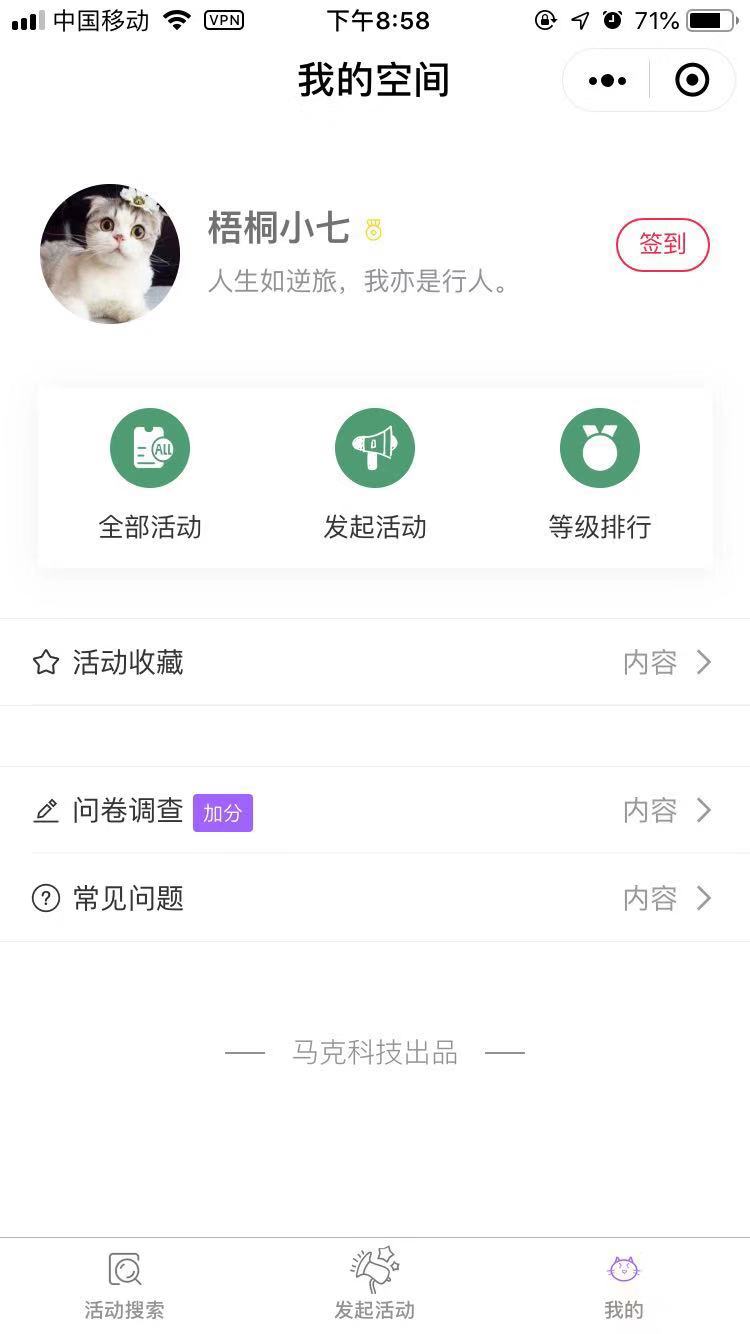 中国移动 VPN 下午8:58 71%
我的空间
梧桐小七
签到
人生如逆旅，我亦是行人。
ALL
全部活动 发起活动 等级排行
活动收藏 内容
问卷调查 加分 内容
常见问题 内容
马克科技出品
活动搜索 发起活动 我的